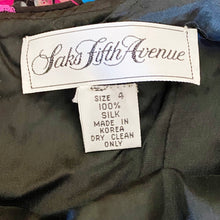 Saks Fifth Avenue
SIZE 4
100%
SILK
MADE IN
KOREA
DRY CLEAN
ONLY